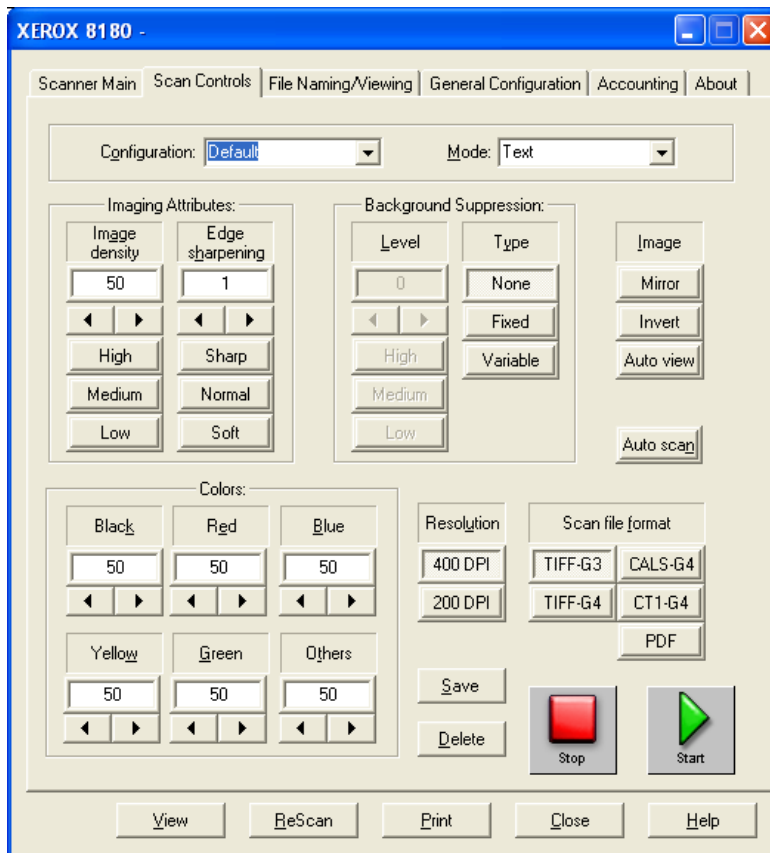 XEROX 8180 -
Scanner Main Scan Controls File Naming/Viewing General Configuration Accounting About
Configuration: Default Mode: Text
Imaging Attributes: Background Suppression:
Image density Edge sharpening Level Type Image
50 1 0 None Mirror
Fixed Invert
High Sharp High Variable Auto view
Medium Normal Medium
Low Soft Low Auto scan
Colors:
Black Red Blue Resolution Scan file format
50 50 50 400 DPI TIFF-G3 CALS-G4
200 DPI TIFF-G4 CT1-G4
Yellow Green Others PDF
50 50 50 Save
Delete Stop Start
View ReScan Print Close Help